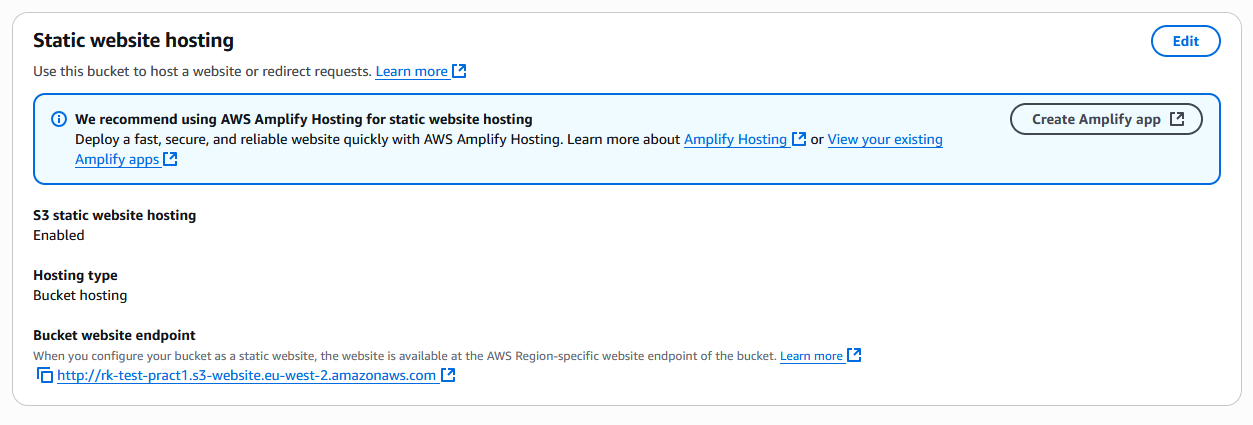 Static website hosting
Edit
Use this bucket to host a website or redirect requests. Learn more
We recommend using AWS Amplify Hosting for static website hosting
Create Amplify app
Deploy a fast, secure, and reliable website quickly with AWS Amplify Hosting. Learn more about Amplify Hosting or View your existing
Amplify apps
S3 static website hosting
Enabled
Hosting type
Bucket hosting
Bucket website endpoint
When you configure your bucket as a static website, the website is available at the AWS Region-specific website endpoint of the bucket. Learn more
http://rk-test-pract1.s3-website.eu-west-2.amazonaws.com